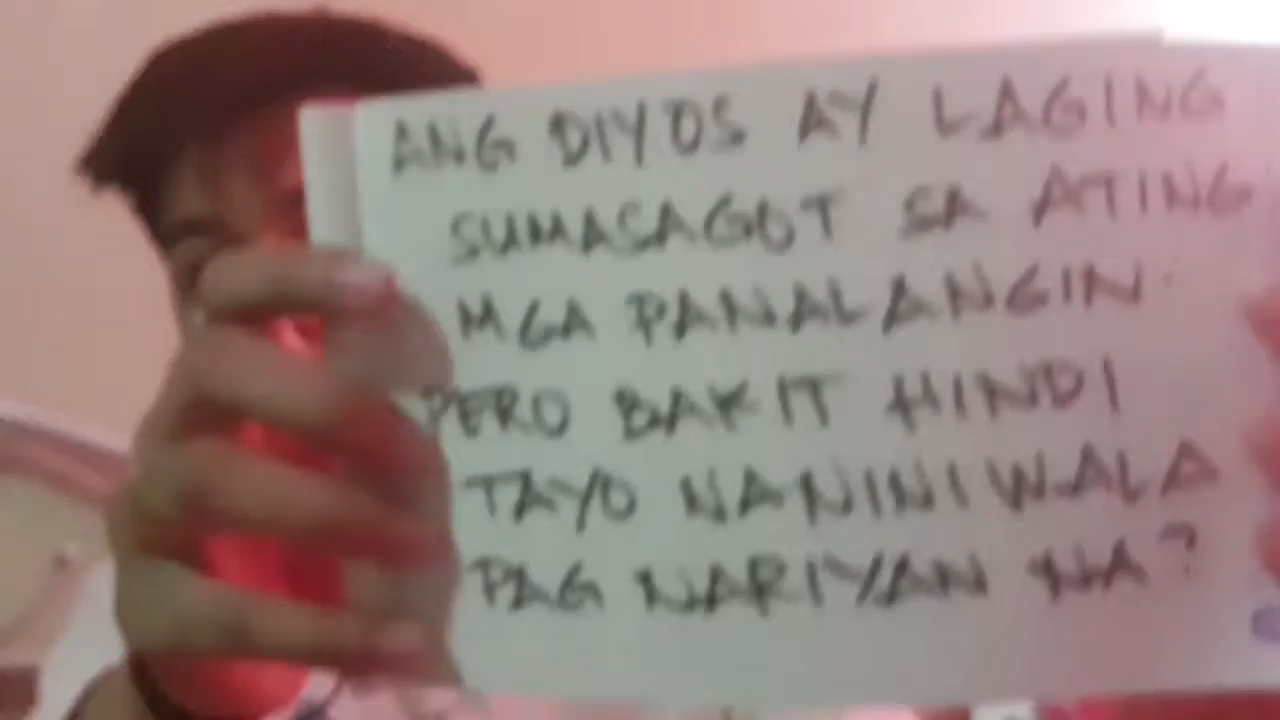 ANG DIYOS AY LAGING
SUMASAGOT SA ATING
MGA PANALANGIN.
PERO BAKIT HINDI
TAYO NANINIWALA
PAG NARIYAN NA?